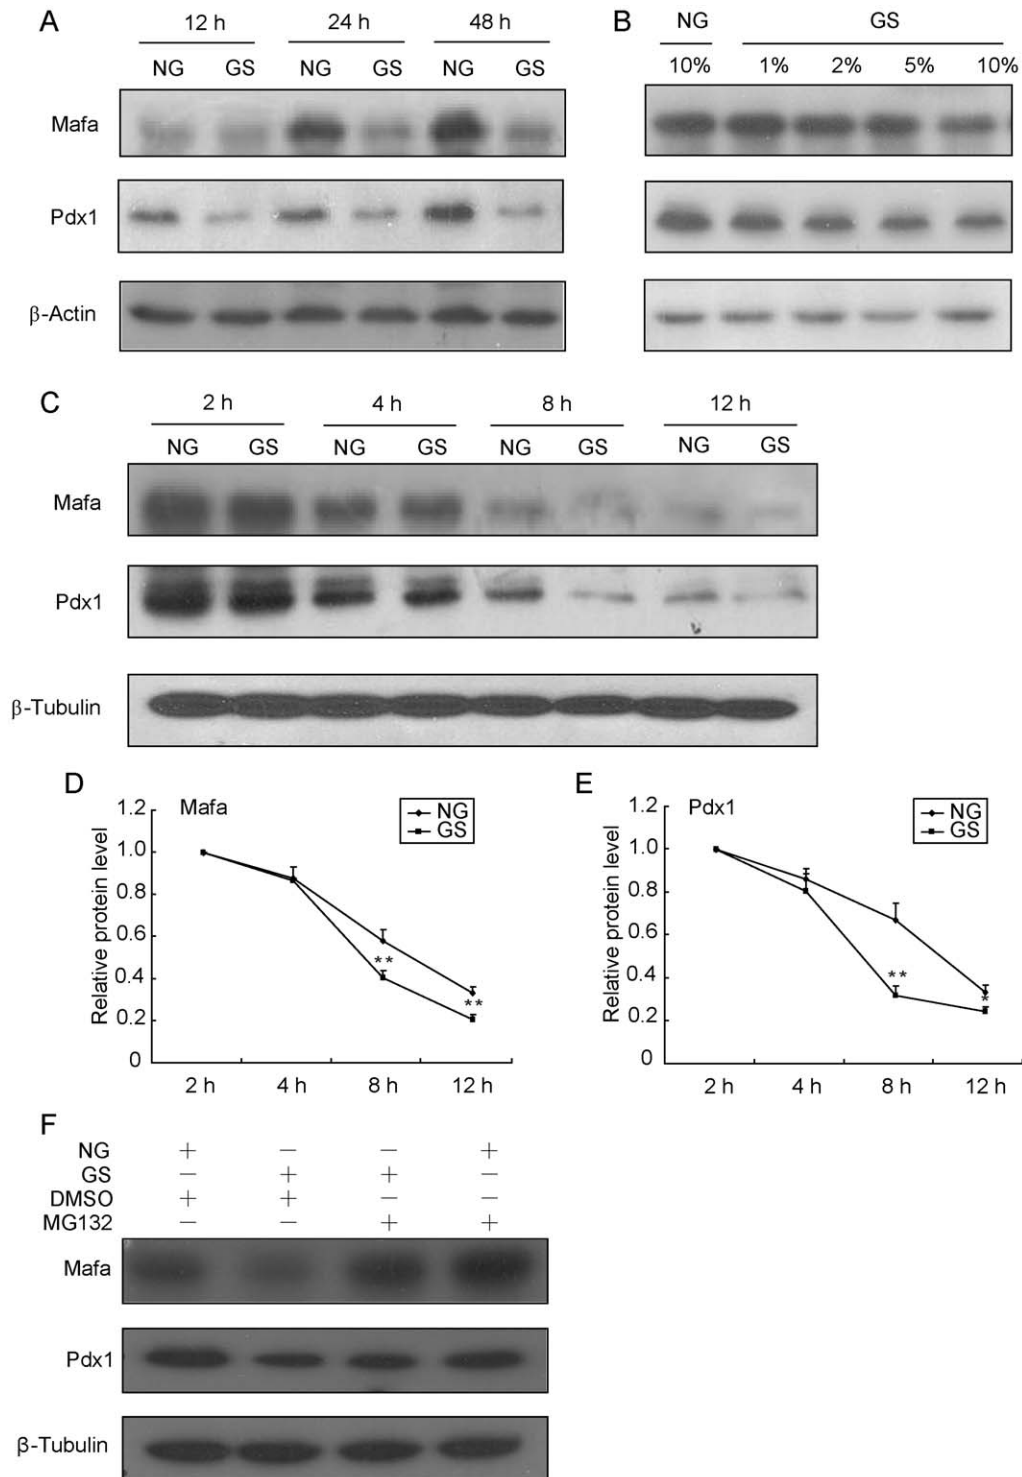 A
12 h 24 h 48 h
NG GS NG GS NG GS
Mafa
Pdx1
β-Actin
B
NG GS
10% 1% 2% 5% 10%
C
2 h 4 h 8 h 12 h
NG GS NG GS NG GS NG GS
Mafa
Pdx1
β-Tubulin
D
Mafa
NG
GS
Relative protein level
1.2
1.0
0.8
0.6
0.4
0.2
0
**
**
2 h 4 h 8 h 12 h
E
Pdx1
NG
GS
Relative protein level
1.2
1.0
0.8
0.6
0.4
0.2
0
**
*
2 h 4 h 8 h 12 h
F
NG + − − +
GS − + + −
DMSO + + − −
MG132 − − + +
Mafa
Pdx1
β-Tubulin